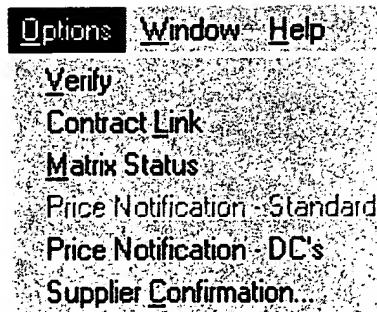 Options Window Help
Verify
Contract Link
Matrix Status
Price Notification - Standard
Price Notification - DC's
Supplier Confirmation...